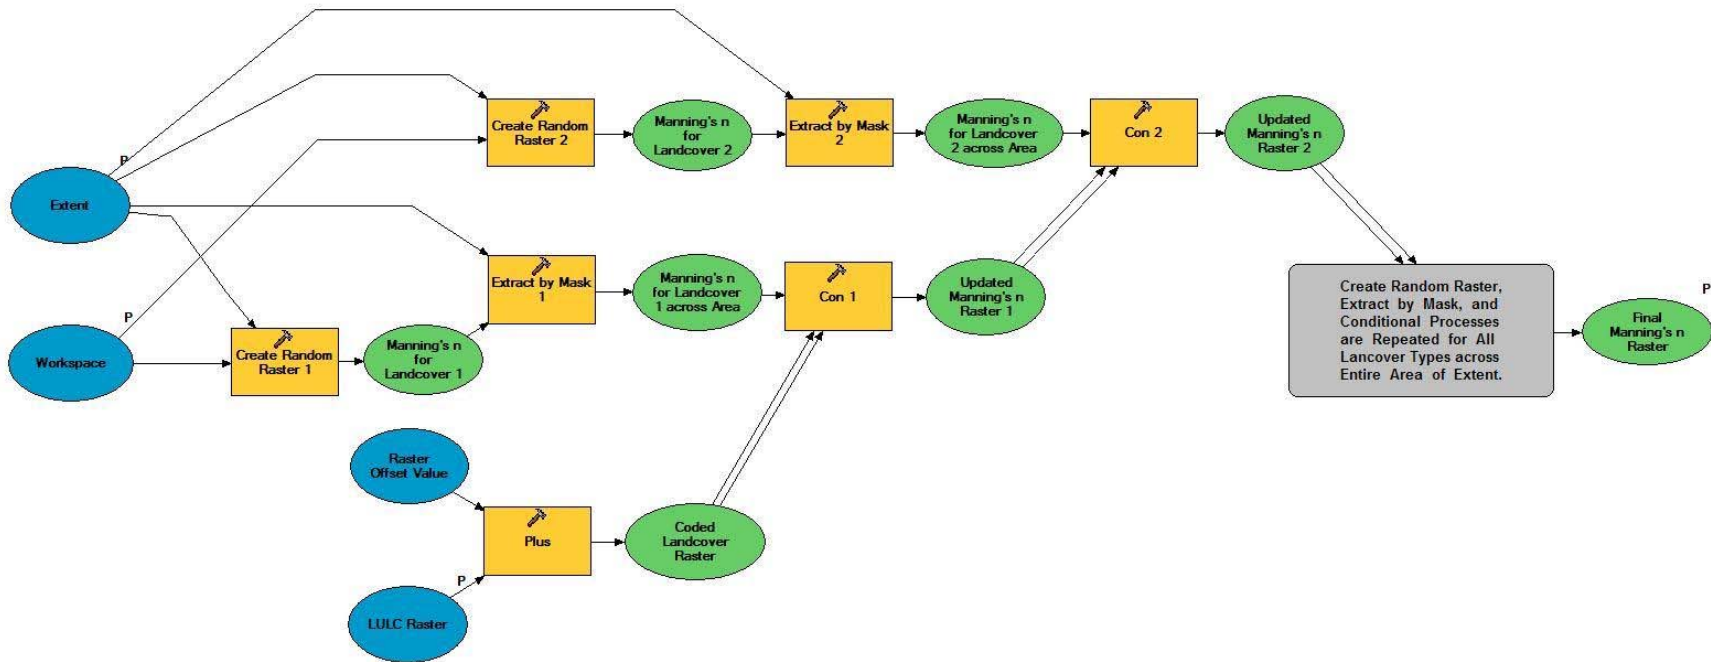 P
Extent
P
Workspace
Create Random
Raster 2
Manning's n
for
Landcover 2
Extract by Mask
2
Manning's n
for Landcover
2 across Area
Con 2
Updated
Manning's n
Raster 2
Create Random
Raster 1
Manning's n
for
Landcover 1
Extract by Mask
1
Manning's n
for Landcover
1 across Area
Con 1
Updated
Manning's n
Raster 1
Raster
Offset Value
P
LULC Raster
Plus
Coded
Landcover
Raster
Create Random Raster,
Extract by Mask, and
Conditional Processes
are Repeated for All
Lancover Types across
Entire Area of Extent.
P
Final
Manning's n
Raster